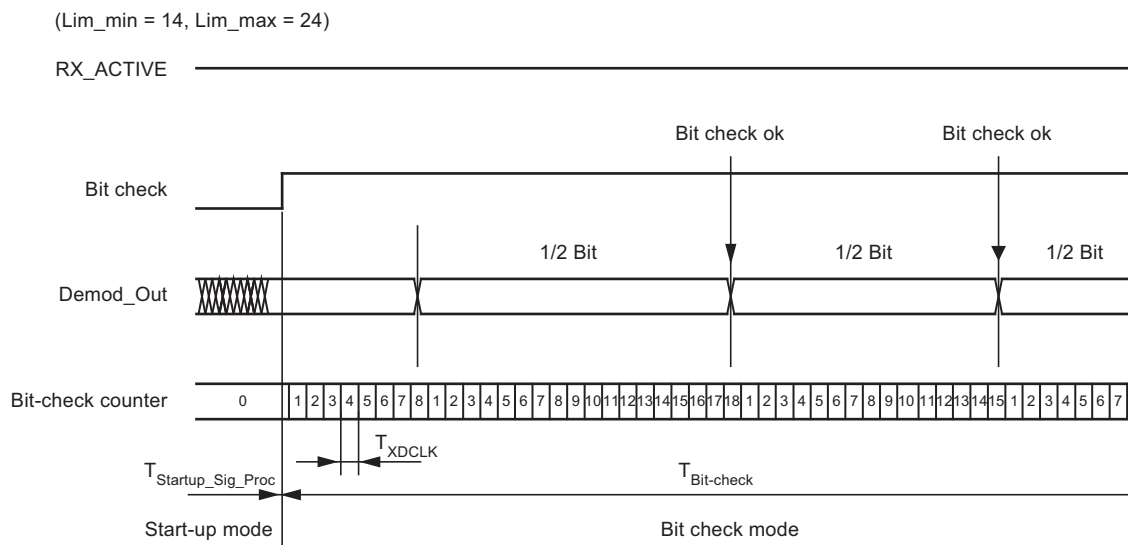 (Lim_min = 14, Lim_max = 24)
RX_ACTIVE
Bit check ok Bit check ok
Bit check
1/2 Bit 1/2 Bit 1/2 Bit
Demod_Out
Bit-check counter 0 1 2 3 4 5 6 7 8 1 2 3 4 5 6 7 8 9 10 11 12 13 14 15 16 17 18 1 2 3 4 5 6 7 8 9 10 11 12 13 14 15 1 2 3 4 5 6 7
TXDCLK
TStartup_Sig_Proc TBit-check
Start-up mode Bit check mode